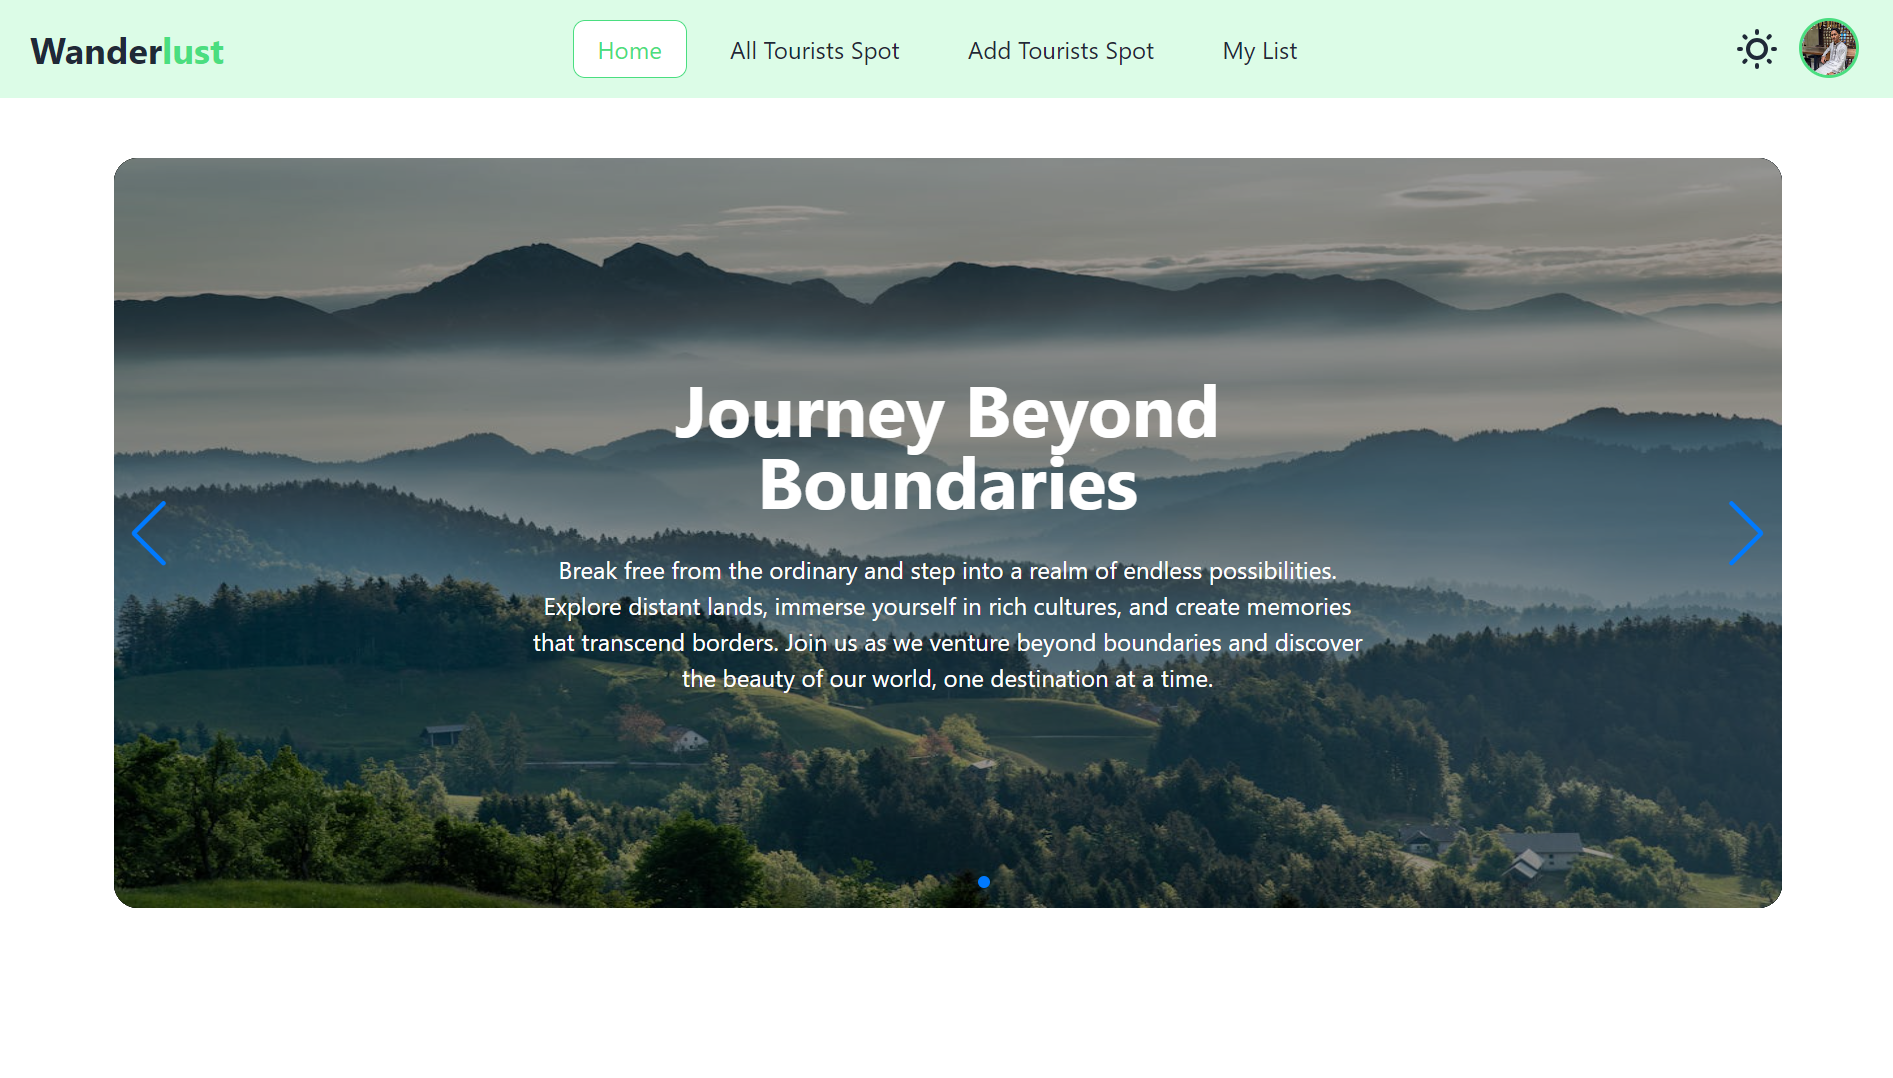 Wanderlust
Home
All Tourists Spot
Add Tourists Spot
My List
Journey Beyond
Boundaries
Break free from the ordinary and step into a realm of endless possibilities.
Explore distant lands, immerse yourself in rich cultures, and create memories
that transcend borders. Join us as we venture beyond boundaries and discover
the beauty of our world, one destination at a time.